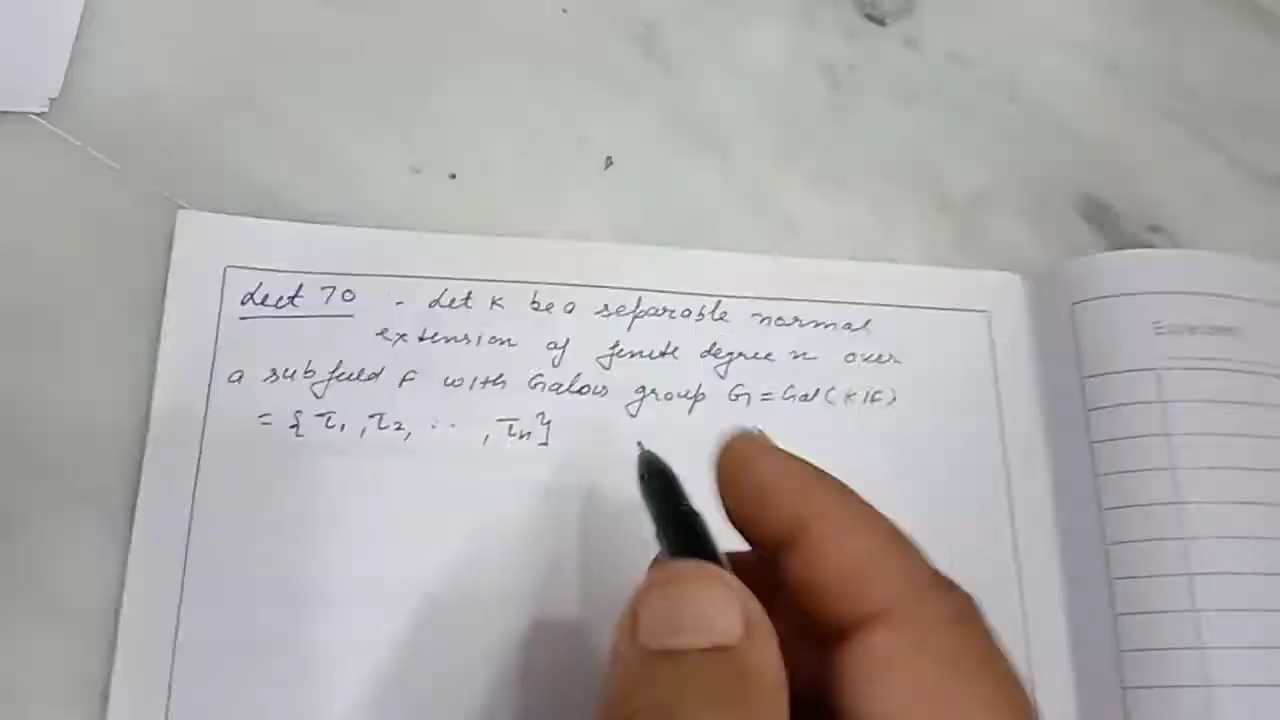 Lect 70 - Let K be a separable normal
extension of finite degree n over
a subfield F with Galois group G = Gal(K/F)
= {τ₁, τ₂, ..., τₙ}